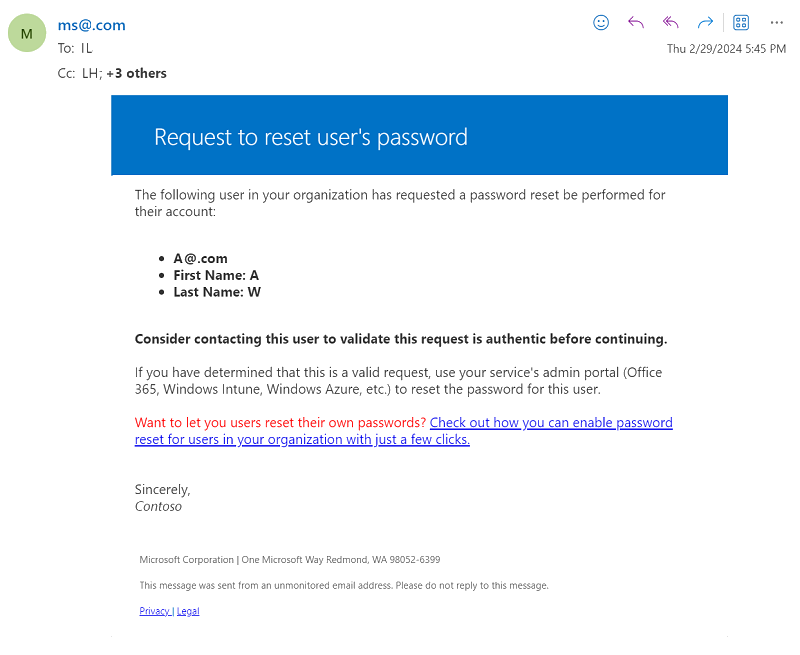 M
ms@.com
To: IL
Thu 2/29/2024 5:45 PM
Cc: LH; +3 others
Request to reset user's password
The following user in your organization has requested a password reset be performed for
their account:
• A@.com
• First Name: A
• Last Name: W
Consider contacting this user to validate this request is authentic before continuing.
If you have determined that this is a valid request, use your service's admin portal (Office
365, Windows Intune, Windows Azure, etc.) to reset the password for this user.
Want to let you users reset their own passwords? Check out how you can enable password
reset for users in your organization with just a few clicks.
Sincerely,
Contoso
Microsoft Corporation | One Microsoft Way Redmond, WA 98052-6399
This message was sent from an unmonitored email address. Please do not reply to this message.
Privacy | Legal